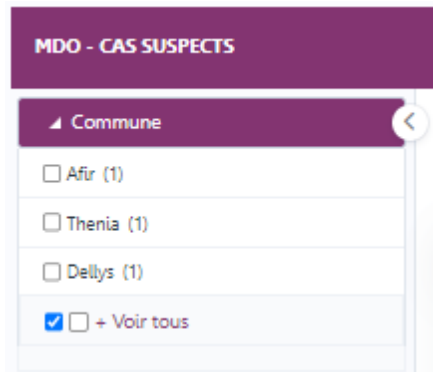 MDO - CAS SUSPECTS
Commune
Afir (1)
Thenia (1)
Dellys (1)
+ Voir tous